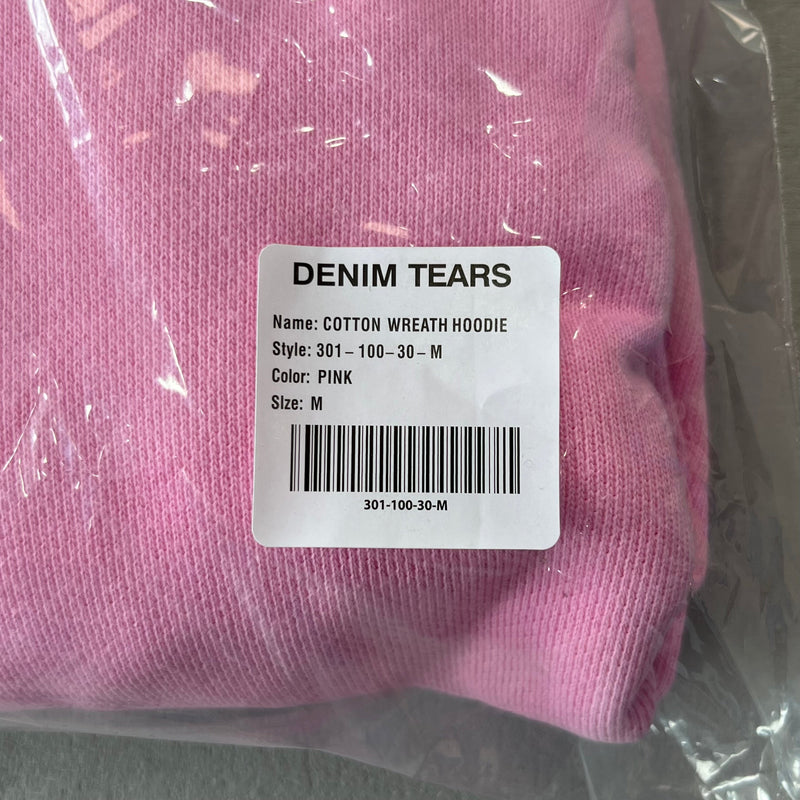 DENIM TEARS
Name: COTTON WREATH HOODIE
Style: 301-100-30-M
Color: PINK
SIze: M
301-100-30-M